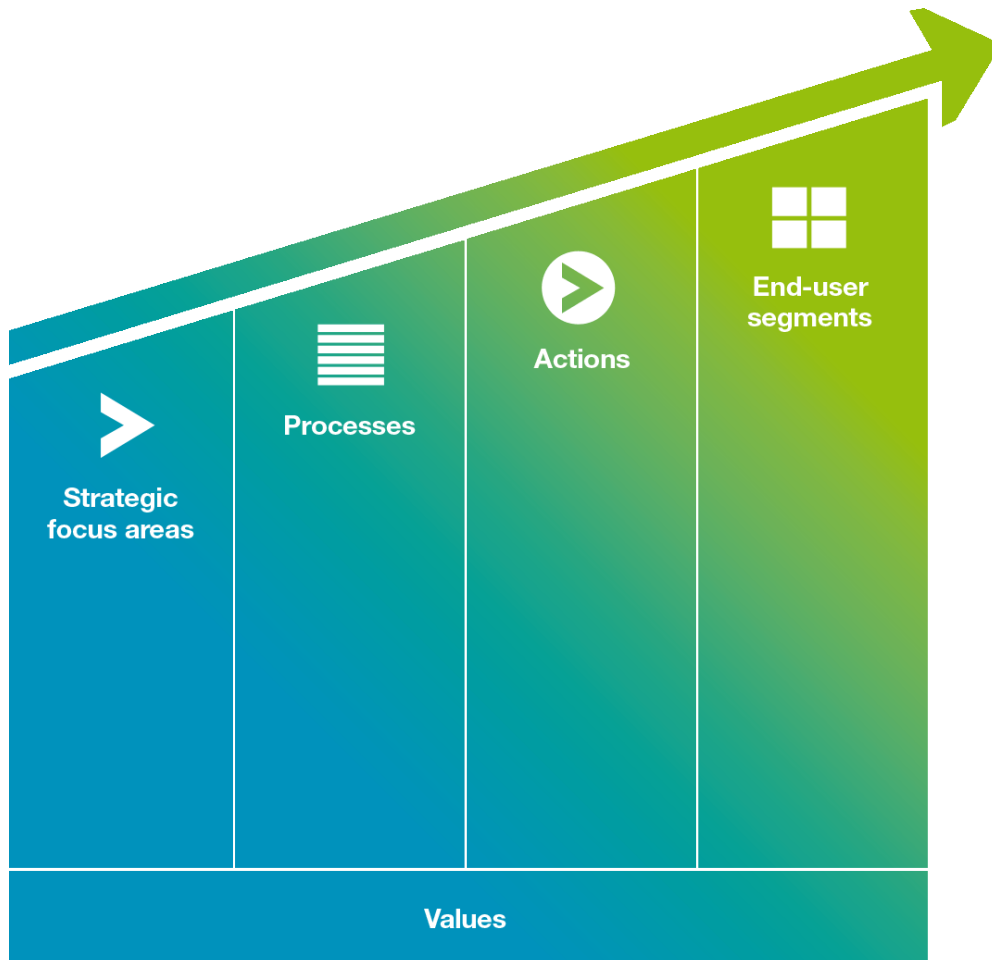 Strategic
focus areas
Processes
Actions
End-user
segments
Values